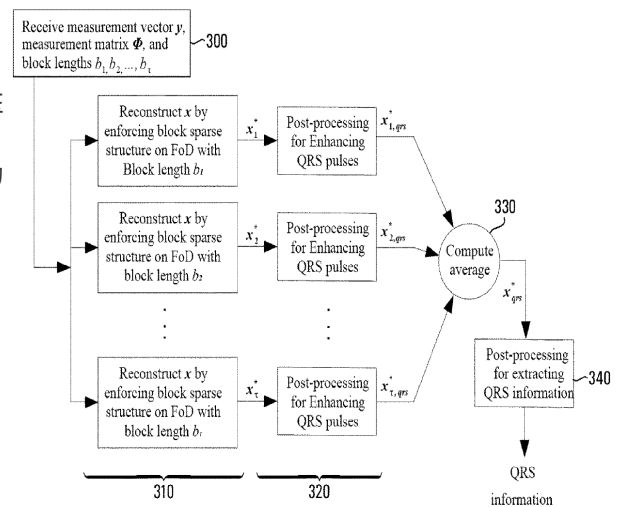 Receive measurement vector y,
measurement matrix Φ, and
block lengths b₁, b₂, ..., bτ
300
Reconstruct x by
enforcing block sparse
structure on FoD with
Block length b₁
x*₁
Post-processing
for Enhancing
QRS pulses
x*₁,qrs
Reconstruct x by
enforcing block sparse
structure on FoD with
block length b₂
x*₂
Post-processing
for Enhancing
QRS pulses
x*₂,qrs
330
Compute
average
x*qrs
Reconstruct x by
enforcing block sparse
structure on FoD with
block length bτ
x*τ
Post-processing
for Enhancing
QRS pulses
x*τ,qrs
Post-processing
for extracting
QRS information
340
310
320
QRS
information